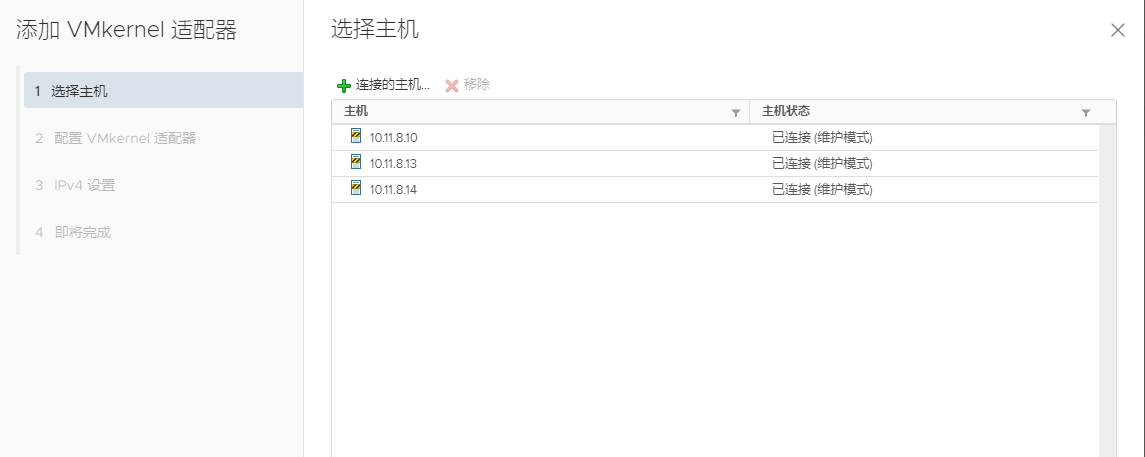 添加 VMkernel 适配器
1 选择主机
2 配置 VMkernel 适配器
3 IPv4 设置
4 即将完成
选择主机
连接的主机... 移除
主机 主机状态
10.11.8.10 已连接 (维护模式)
10.11.8.13 已连接 (维护模式)
10.11.8.14 已连接 (维护模式)